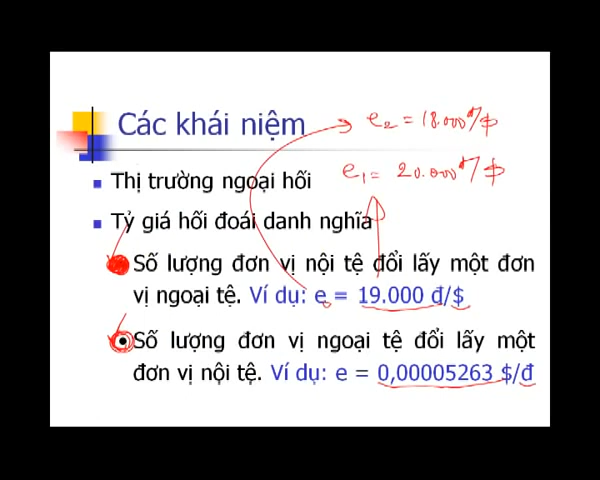 Các khái niệm
e₂ = 18.000 đ/$
e₁ = 20.000 đ/$
Thị trường ngoại hối
Tỷ giá hối đoái danh nghĩa
Số lượng đơn vị nội tệ đổi lấy một đơn
vị ngoại tệ. Ví dụ: e = 19.000 đ/$
Số lượng đơn vị ngoại tệ đổi lấy một
đơn vị nội tệ. Ví dụ: e = 0,00005263 $/đ